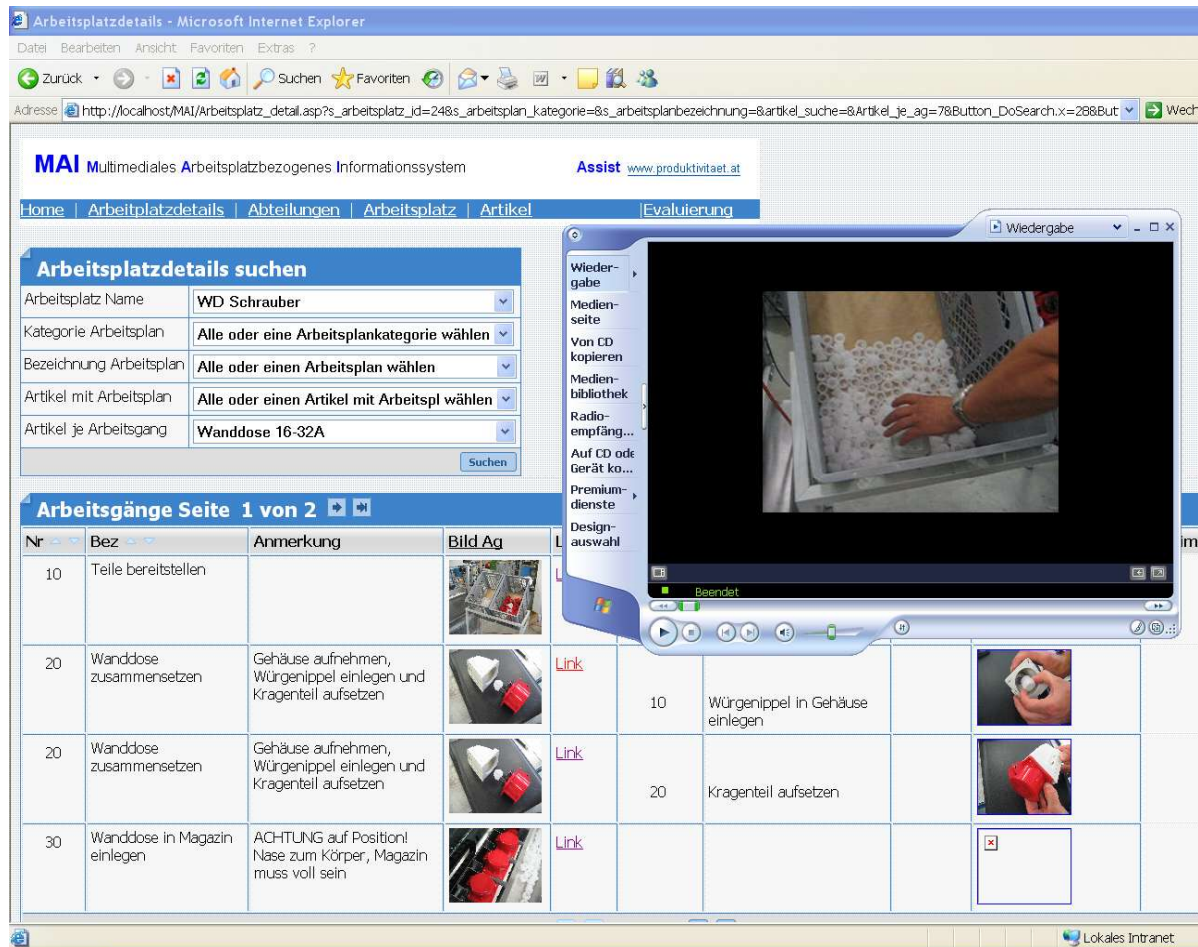 Arbeitsplatzdetails - Microsoft Internet Explorer
Datei Bearbeiten Ansicht Favoriten Extras ?
Zurück Suchen Favoriten
Adresse http://localhost/MAI/Arbeitsplatz_detail.asp?s_arbeitsplatz_id=24&s_arbeitsplan_kategorie=&s_arbeitsplanbezeichnung=&artikel_suche=&Artikel_je_ag=7&Button_DoSearch.x=28&But Wech
MAI Multimediales Arbeitsplatzbezogenes Informationssystem Assist www.produktivitaet.at
Home | Arbeitplatzdetails | Abteilungen | Arbeitsplatz | Artikel |Evaluierung
Arbeitsplatzdetails suchen
Arbeitsplatz Name WD Schrauber
Kategorie Arbeitsplan Alle oder eine Arbeitsplankategorie wählen
Bezeichnung Arbeitsplan Alle oder einen Arbeitsplan wählen
Artikel mit Arbeitsplan Alle oder einen Artikel mit Arbeitspl wählen
Artikel je Arbeitsgang Wanddose 16-32A
Suchen
Wiedergabe
Wieder-
gabe
Medien-
seite
Von CD
kopieren
Medien-
bibliothek
Radio-
empfäng...
Auf CD ode
Gerät ko...
Premium-
dienste
Design-
auswahl
Beendet
Arbeitsgänge Seite 1 von 2
Nr Bez Anmerkung Bild Ag L im
10 Teile bereitstellen L
20 Wanddose
zusammensetzen
Gehäuse aufnehmen,
Würgenippel einlegen und
Kragenteil aufsetzen
Link
10 Würgenippel in Gehäuse
einlegen
20 Wanddose
zusammensetzen
Gehäuse aufnehmen,
Würgenippel einlegen und
Kragenteil aufsetzen
Link
20 Kragenteil aufsetzen
30 Wanddose in Magazin
einlegen
ACHTUNG auf Position!
Nase zum Körper, Magazin
muss voll sein
Link
Lokales Intranet